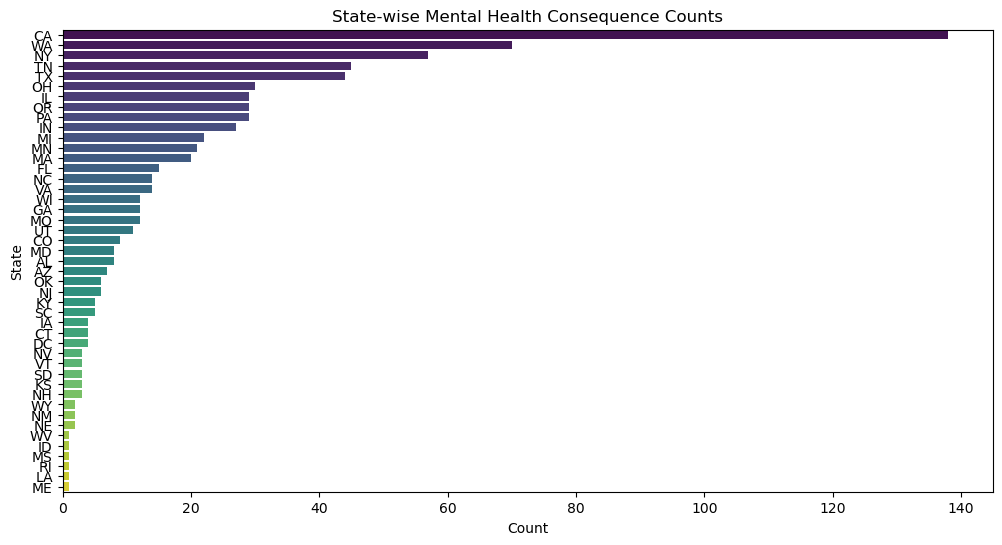 State-wise Mental Health Consequence Counts
CA
WA
NY
TN
TX
OH
IL
OR
PA
IN
MI
MN
MA
FL
NC
VA
WI
GA
MO
UT
CO
MD
AL
AZ
OK
NJ
KY
SC
IA
CT
DC
NV
VT
SD
KS
NH
WY
NM
NE
WV
ID
MS
RI
LA
ME
State
0 20 40 60 80 100 120 140
Count